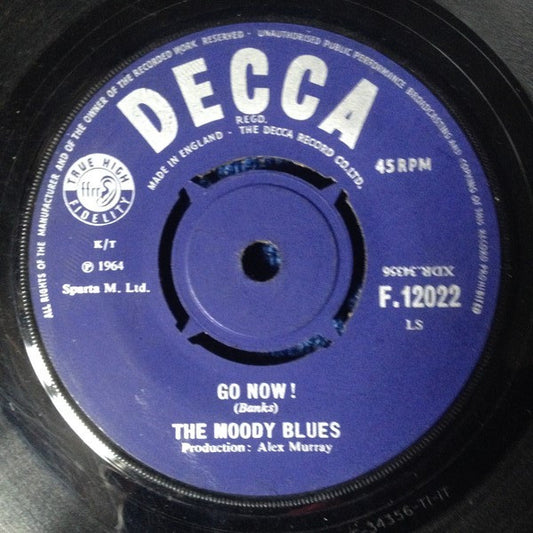 ALL RIGHTS OF THE MANUFACTURER AND OF THE OWNER OF THE RECORDED WORK RESERVED - UNAUTHORISED PUBLIC PERFORMANCE BROADCASTING AND COPYING OF THIS RECORD PROHIBITED
DECCA
REGD.
MADE IN ENGLAND - THE DECCA RECORD CO. LTD.
TRUE HIGH
ffrr
FIDELITY
45 RPM
K/T
℗ 1964
Sparta M. Ltd.
XDR.34356
F.12022
LS
GO NOW!
(Banks)
THE MOODY BLUES
Production: Alex Murray